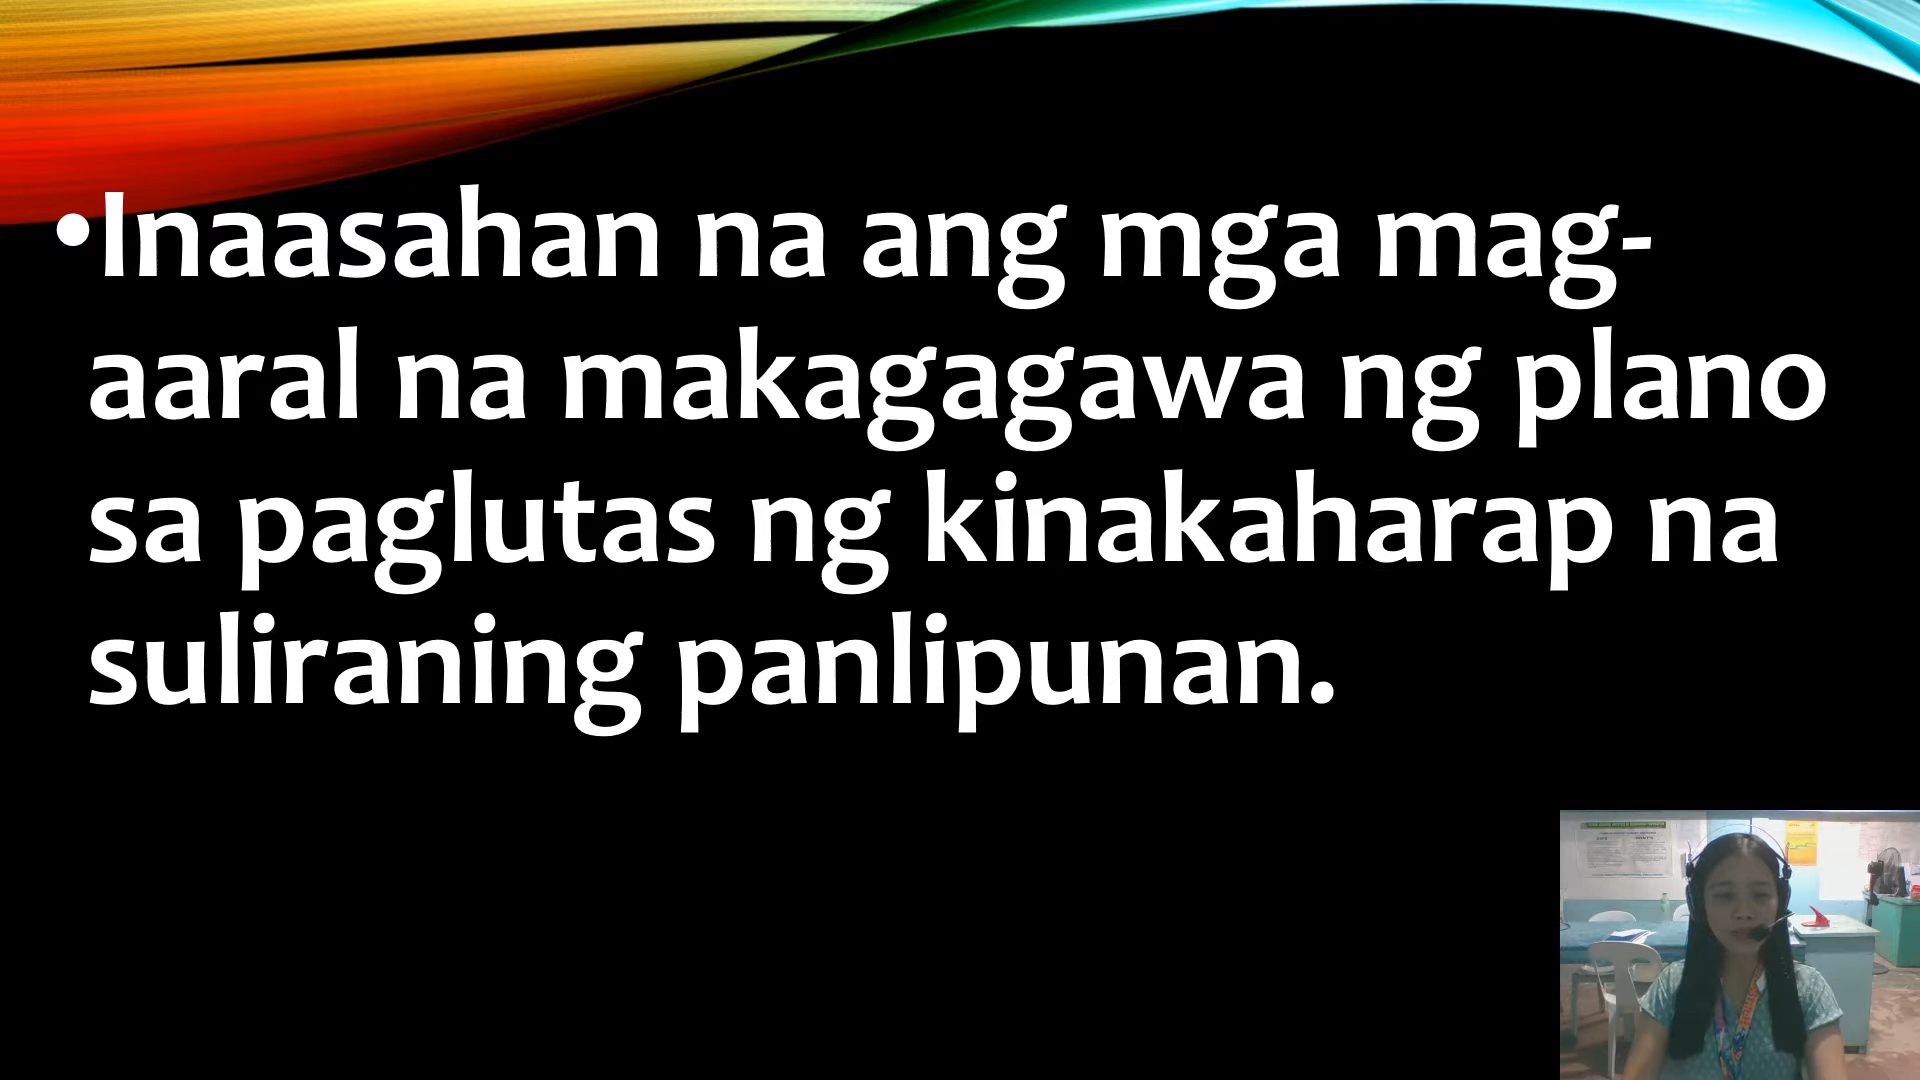 •Inaasahan na ang mga mag-
aaral na makagagawa ng plano
sa paglutas ng kinakaharap na
suliraning panlipunan.